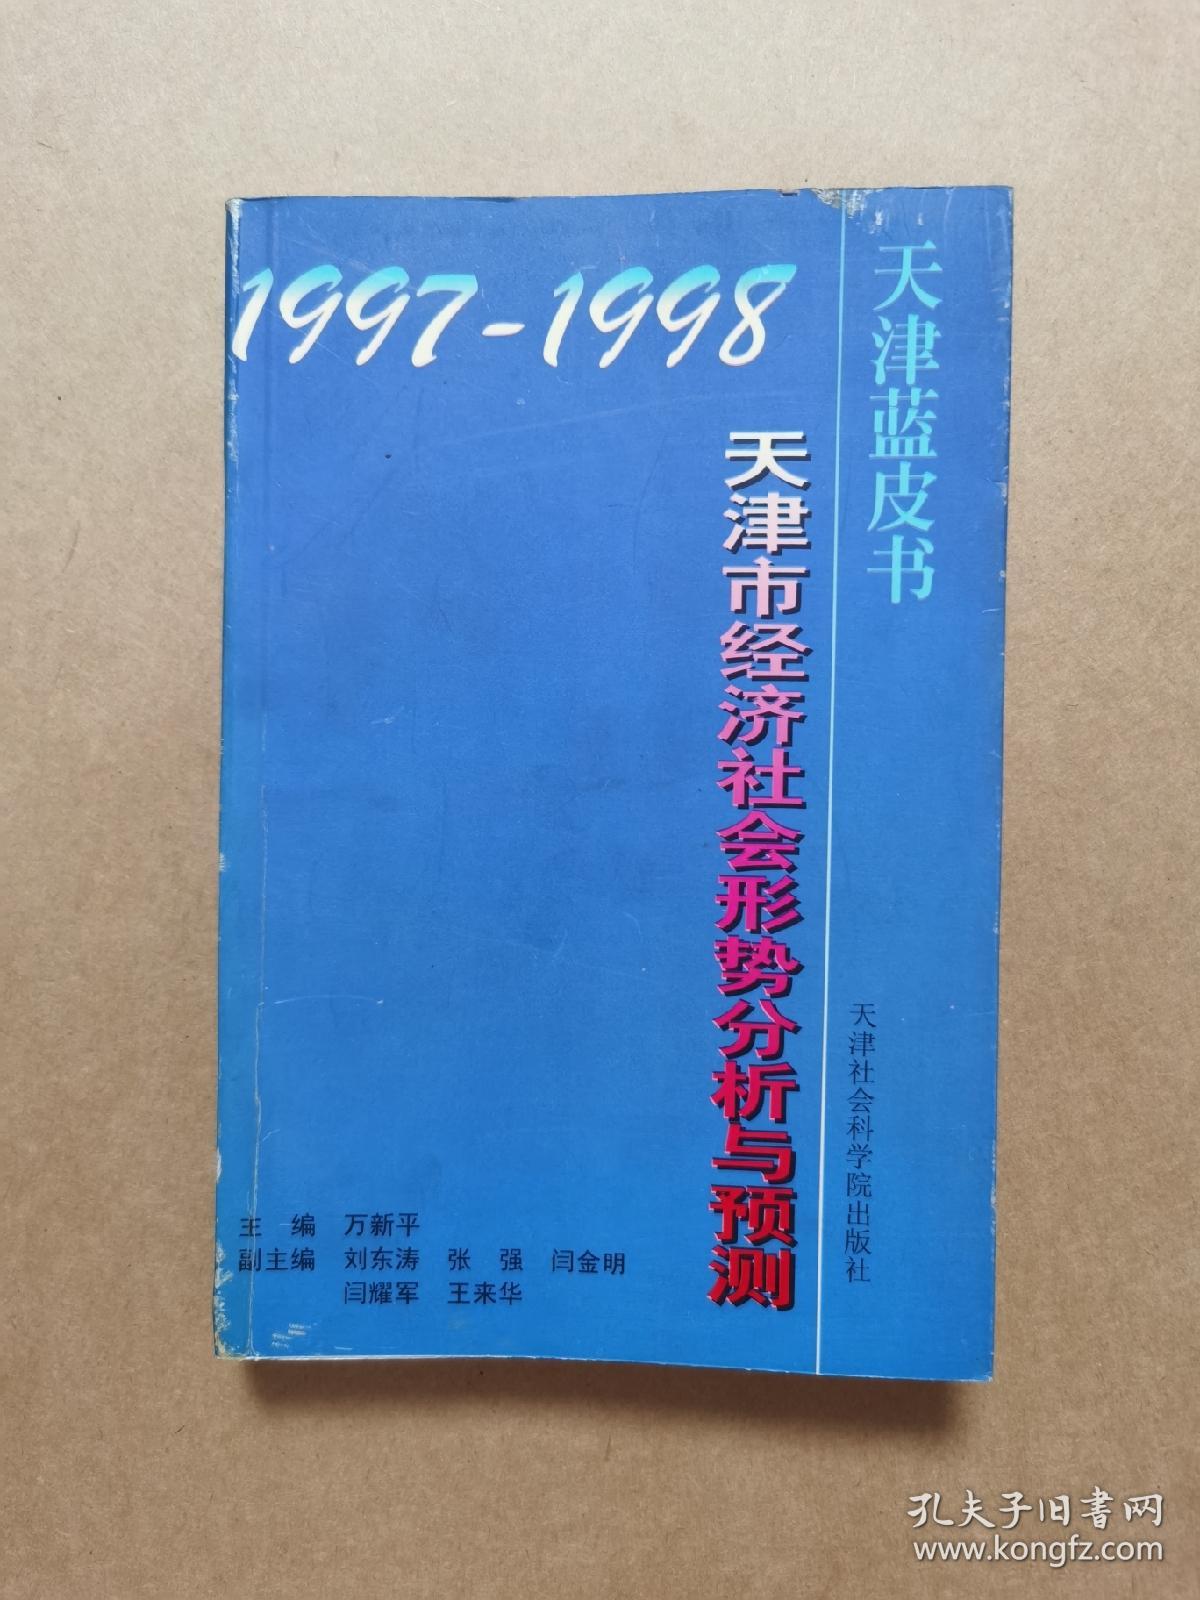 1997-1998
天津蓝皮书
天津市经济社会形势分析与预测
天津社会科学院出版社
主 编 万新平
副主编 刘东涛 张 强 闫金明
闫耀军 王来华
孔夫子旧书网
www.kongfz.com